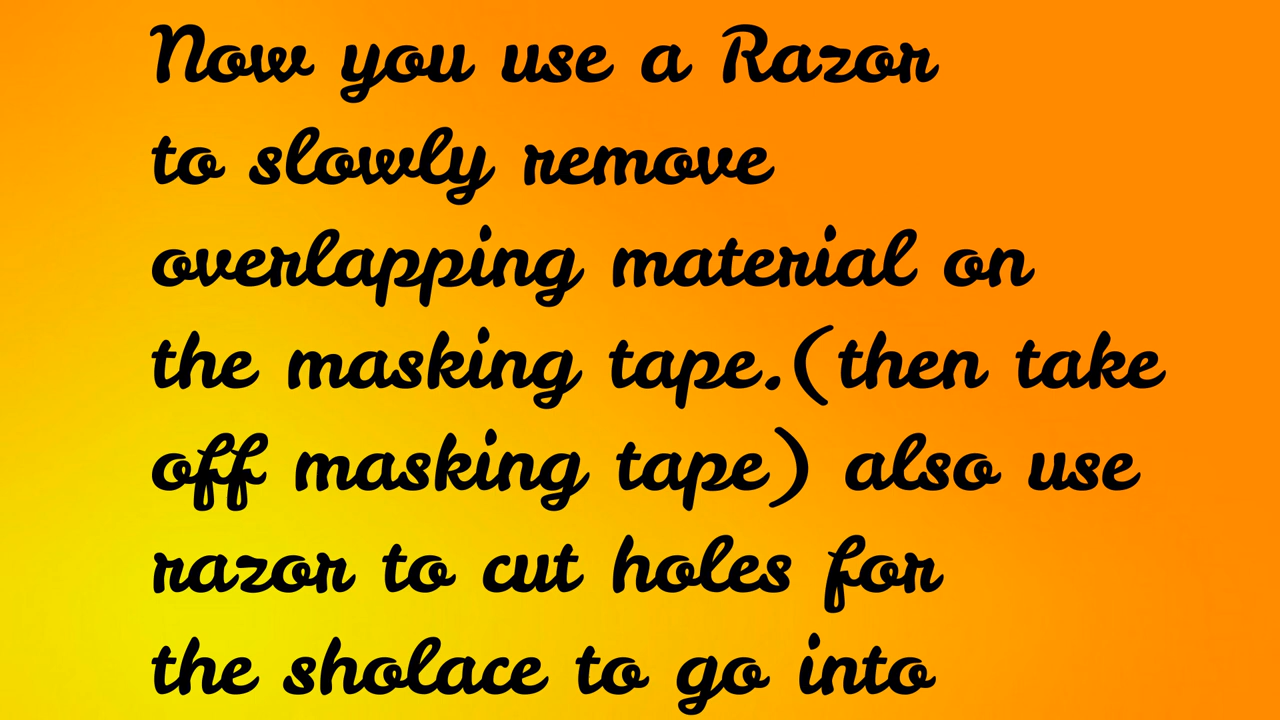 Now you use a Razor
to slowly remove
overlapping material on
the masking tape.(then take
off masking tape) also use
razor to cut holes for
the sholace to go into